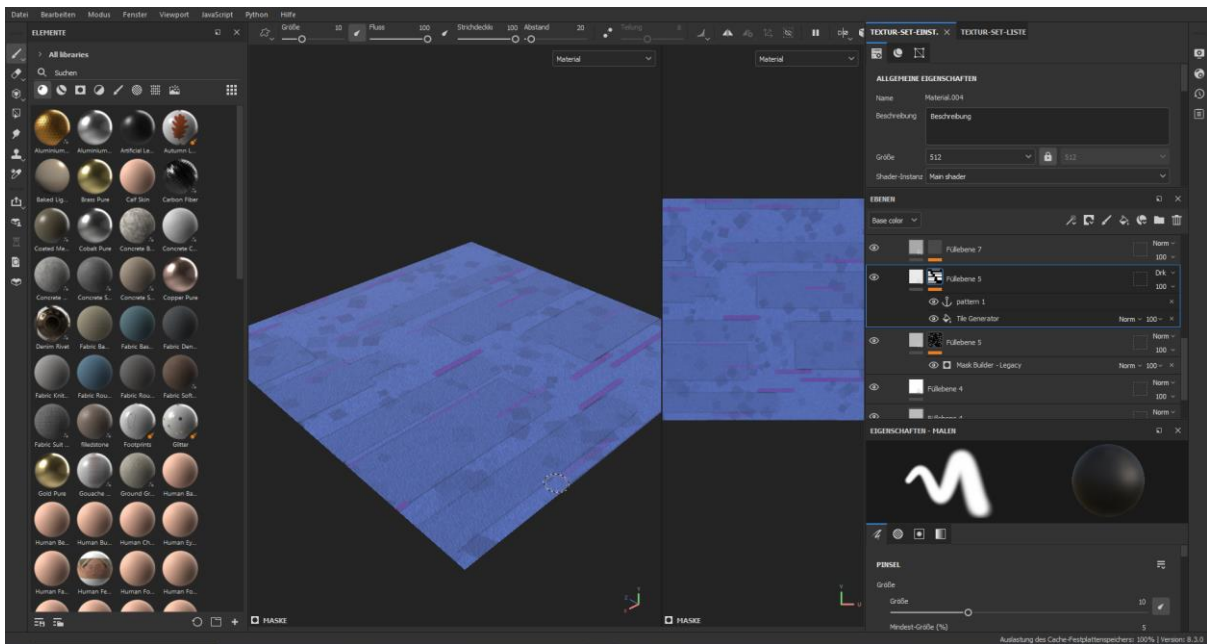 Datei Bearbeiten Modus Fenster Viewport JavaScript Python Hilfe
ELEMENTE
Größe 10 Fluss 100 Strichdeckkr 100 Abstand 20 Teilung 6
All libraries
Suchen
Aluminium... Aluminium... Artificial Le... Autumn L...
Baked Lig... Brass Pure Calf Skin Carbon Fiber
Coated Me... Cobalt Pure Concrete B... Concrete C...
Concrete ... Concrete S... Concrete S... Copper Pure
Denim Rivet Fabric Ba... Fabric Bas... Fabric Den...
Fabric Knit... Fabric Rou... Fabric Rou... Fabric Soft...
Fabric Suit ... fliedstone Footprints Glitter
Gold Pure Gouache ... Ground Gr... Human Ba...
Human Be... Human Bu... Human Ch... Human Ey...
Human Fa... Human Fe... Human Fo... Human Fo...
Material
Material
MASKE
MASKE
TEXTUR-SET-EINST. TEXTUR-SET-LISTE
ALLGEMEINE EIGENSCHAFTEN
Name Material.004
Beschreibung Beschreibung
Größe 512 512
Shader-Instanz Main shader
EBENEN
Base color
Füllebene 7 Norm 100
Füllebene 5 Drk 100
pattern 1
Tile Generator Norm 100
Füllebene 5 Norm 100
Mask Builder - Legacy Norm 100
Füllebene 4 Norm 100
Füllebene 4 Norm
EIGENSCHAFTEN - MALEN
PINSEL
Größe
Größe 10
Mindest-Größe (%) 5
Auslastung des Cache-Festplattenspeichers: 100% | Version: 8.3.0